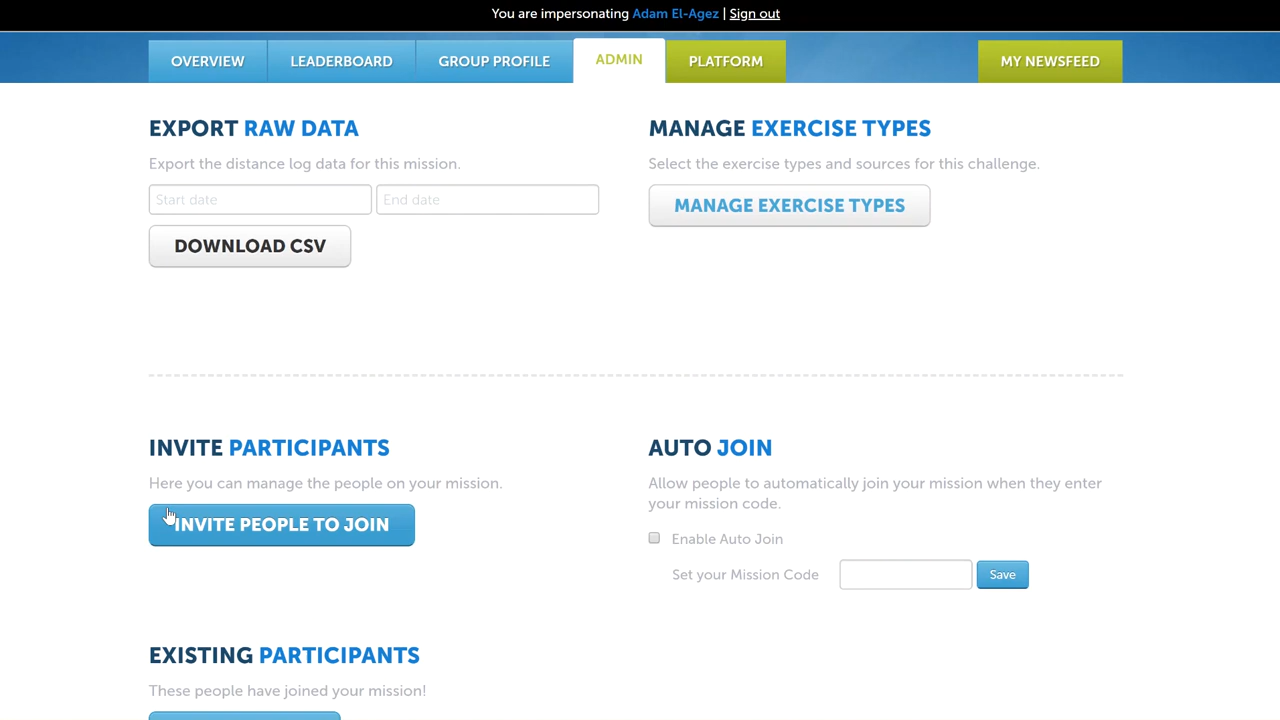 You are impersonating Adam El-Agez | Sign out
OVERVIEW LEADERBOARD GROUP PROFILE ADMIN PLATFORM MY NEWSFEED
EXPORT RAW DATA
Export the distance log data for this mission.
Start date End date
DOWNLOAD CSV
MANAGE EXERCISE TYPES
Select the exercise types and sources for this challenge.
MANAGE EXERCISE TYPES
INVITE PARTICIPANTS
Here you can manage the people on your mission.
INVITE PEOPLE TO JOIN
AUTO JOIN
Allow people to automatically join your mission when they enter
your mission code.
Enable Auto Join
Set your Mission Code Save
EXISTING PARTICIPANTS
These people have joined your mission!